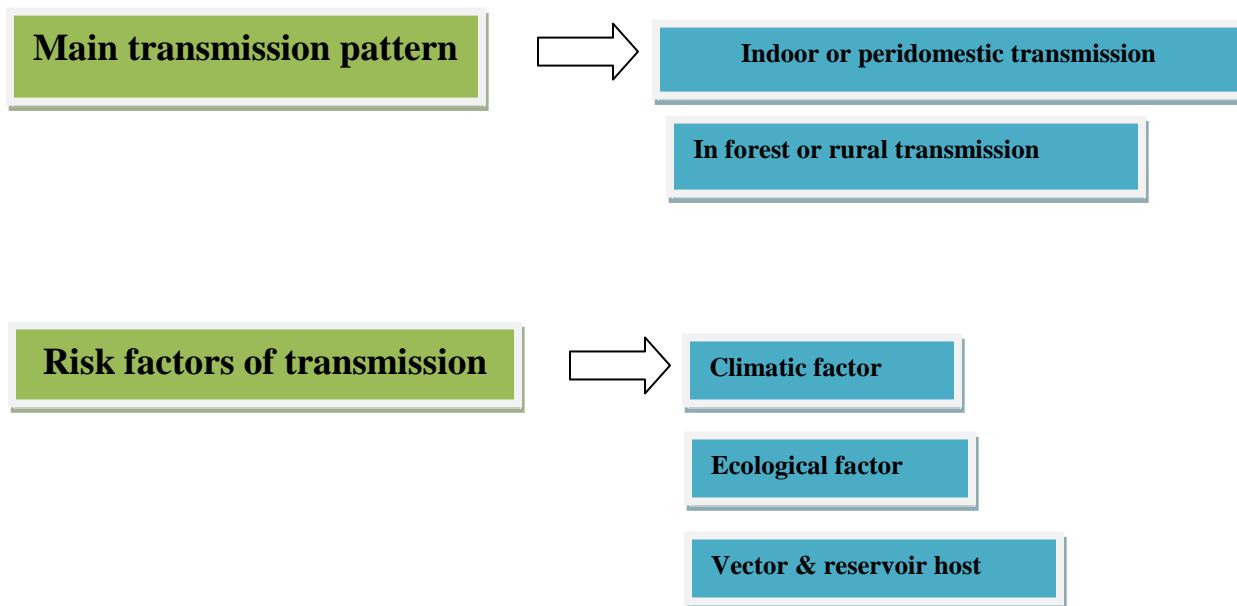 Main transmission pattern
Indoor or peridomestic transmission
In forest or rural transmission
Risk factors of transmission
Climatic factor
Ecological factor
Vector & reservoir host